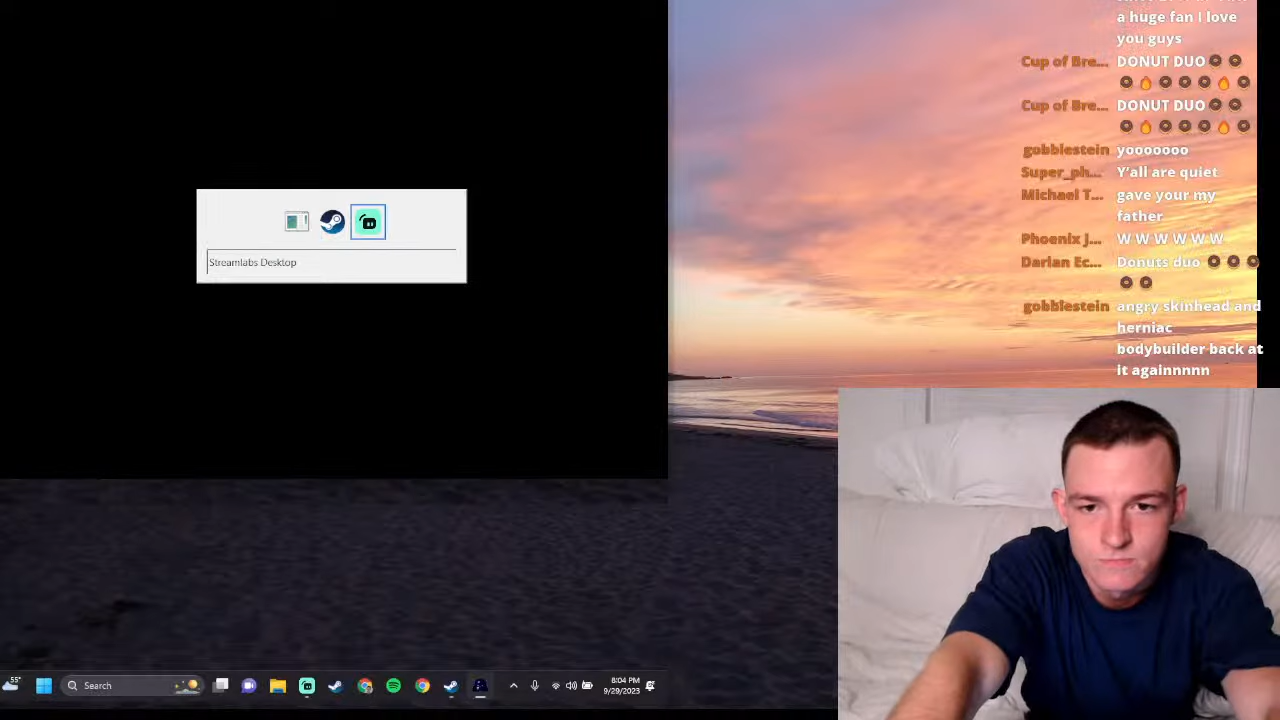 a huge fan I love
you guys
Cup of Bre... DONUT DUO
Cup of Bre... DONUT DUO
gobblestein yooooooo
Super_ph... Y'all are quiet
Michael T... gave your my
father
Phoenix J... W W W W W W
Darian Ec... Donuts duo
gobblestein angry skinhead and
herniac
bodybuilder back at
it againnnnn
Streamlabs Desktop
55°
Search
8:04 PM
9/29/2023